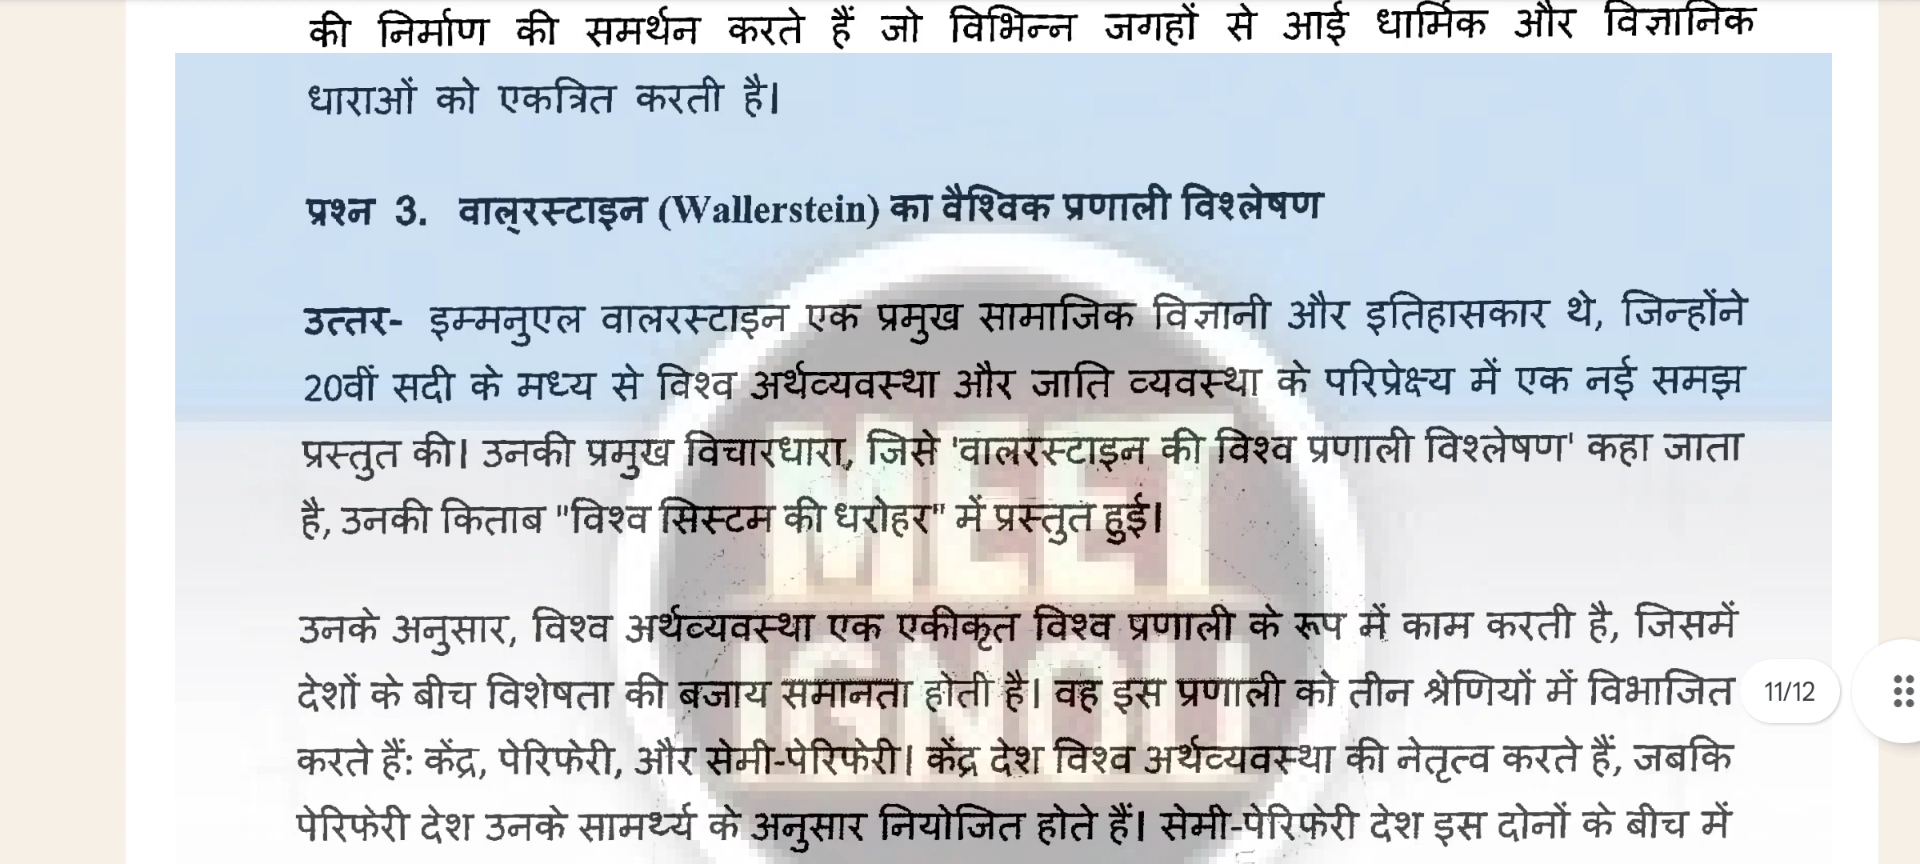 की निर्माण की समर्थन करते हैं जो विभिन्न जगहों से आई धार्मिक और विज्ञानिक
धाराओं को एकत्रित करती है।
प्रश्न 3. वाल्रस्टाइन (Wallerstein) का वैश्विक प्रणाली विश्लेषण
उत्तर- इम्मनुएल वालरस्टाइन एक प्रमुख सामाजिक विज्ञानी और इतिहासकार थे, जिन्होंने
20वीं सदी के मध्य से विश्व अर्थव्यवस्था और जाति व्यवस्था के परिप्रेक्ष्य में एक नई समझ
प्रस्तुत की। उनकी प्रमुख विचारधारा, जिसे 'वालरस्टाइन की विश्व प्रणाली विश्लेषण' कहा जाता
है, उनकी किताब "विश्व सिस्टम की धरोहर" में प्रस्तुत हुई।
MEET
IGNOU
उनके अनुसार, विश्व अर्थव्यवस्था एक एकीकृत विश्व प्रणाली के रूप में काम करती है, जिसमें
देशों के बीच विशेषता की बजाय समानता होती है। वह इस प्रणाली को तीन श्रेणियों में विभाजित
11/12
करते हैं: केंद्र, पेरिफेरी, और सेमी-पेरिफेरी। केंद्र देश विश्व अर्थव्यवस्था की नेतृत्व करते हैं, जबकि
पेरिफेरी देश उनके सामर्थ्य के अनुसार नियोजित होते हैं। सेमी-पेरिफेरी देश इस दोनों के बीच में